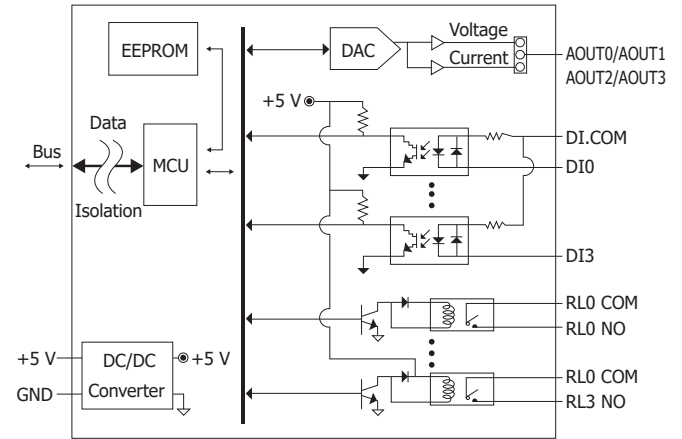 EEPROM
DAC
Voltage
Current
AOUT0/AOUT1
AOUT2/AOUT3
+5 V
Data
Bus
MCU
Isolation
DI.COM
DI0
DI3
RL0 COM
RL0 NO
+5 V
DC/DC
Converter
+5 V
GND
RL0 COM
RL3 NO